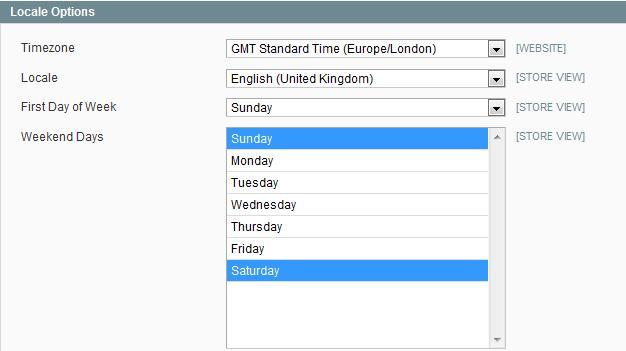 Locale Options
Timezone GMT Standard Time (Europe/London) [WEBSITE]
Locale English (United Kingdom) [STORE VIEW]
First Day of Week Sunday [STORE VIEW]
Weekend Days Sunday [STORE VIEW]
Monday
Tuesday
Wednesday
Thursday
Friday
Saturday